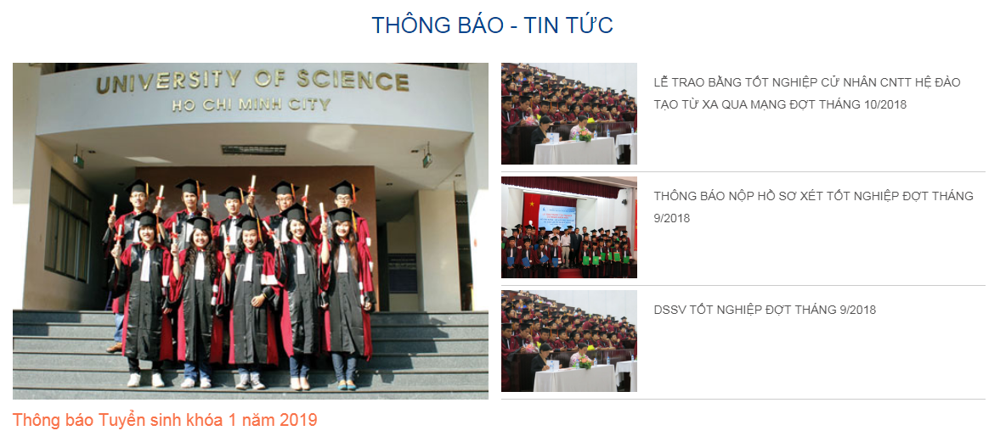 THÔNG BÁO - TIN TỨC
UNIVERSITY OF SCIENCE
HO CHI MINH CITY
Thông báo Tuyển sinh khóa 1 năm 2019
LỄ TRAO BẰNG TỐT NGHIỆP CỬ NHÂN CNTT HỆ ĐÀO
TẠO TỪ XA QUA MẠNG ĐỢT THÁNG 10/2018
THÔNG BÁO NỘP HỒ SƠ XÉT TỐT NGHIỆP ĐỢT THÁNG
9/2018
DSSV TỐT NGHIỆP ĐỢT THÁNG 9/2018